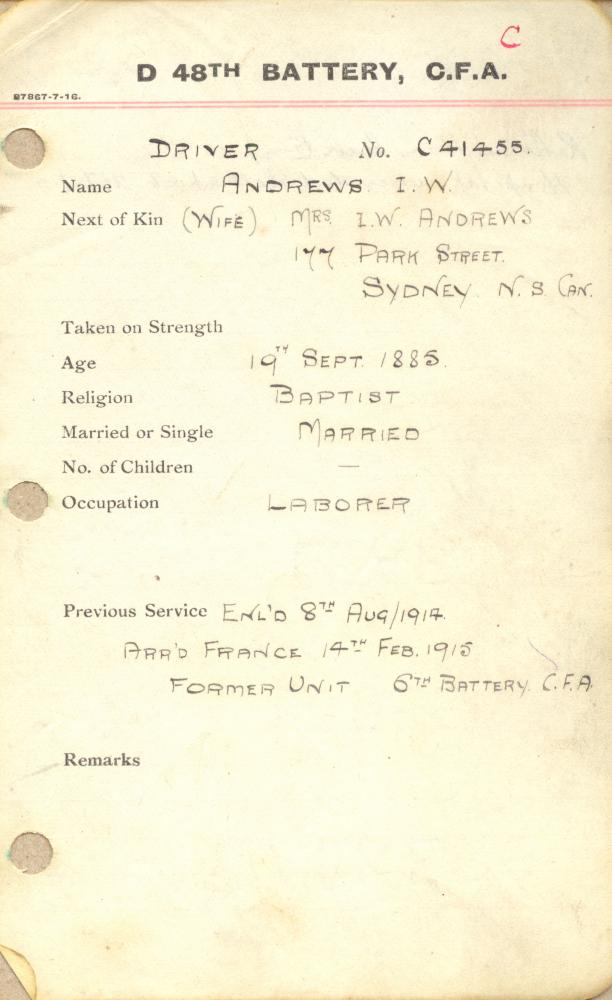 C
D 48TH BATTERY, C.F.A.
87867-7-16.
DRIVER No. C41455.
Name ANDREWS. I.W.
Next of Kin (WIFE) MRS. I.W. ANDREWS
177 PARK STREET.
SYDNEY. N.S. CAN.
Taken on Strength
Age 19TH SEPT. 1885.
Religion BAPTIST
Married or Single MARRIED
No. of Children —
Occupation LABORER
Previous Service ENL'D 8TH AUG/1914.
ARR'D FRANCE 14TH FEB. 1915
FORMER UNIT 6TH BATTERY. C.F.A.
Remarks